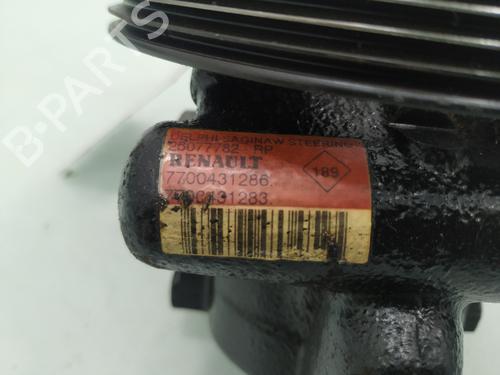 DELPHI-SAGINAW STEERING
26077782 RP
RENAULT
7700431286.
189
7700431283.
B-PARTS